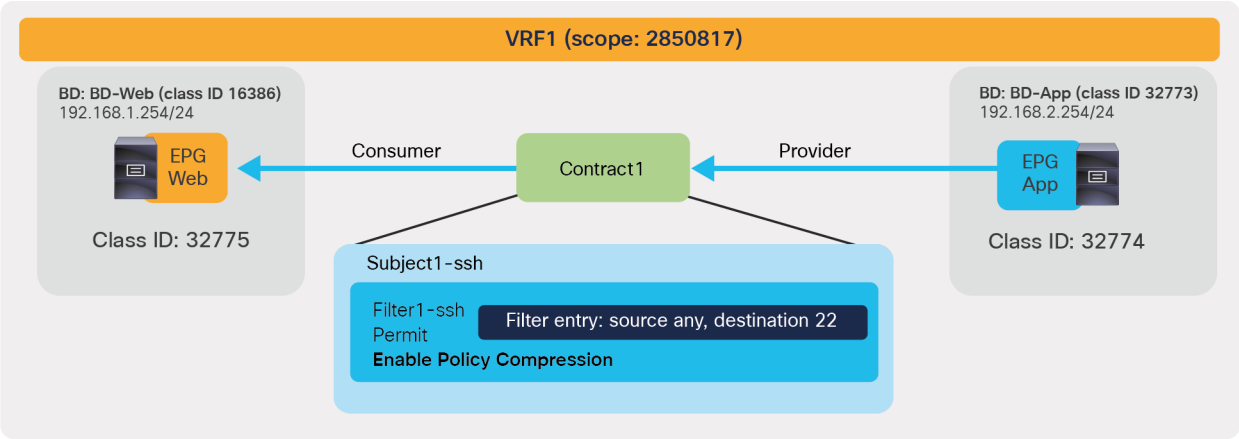 VRF1 (scope: 2850817)
BD: BD-Web (class ID 16386)
192.168.1.254/24
EPG
Web
Class ID: 32775
Consumer
Contract1
Provider
BD: BD-App (class ID 32773)
192.168.2.254/24
EPG
App
Class ID: 32774
Subject1-ssh
Filter1-ssh
Permit
Filter entry: source any, destination 22
Enable Policy Compression